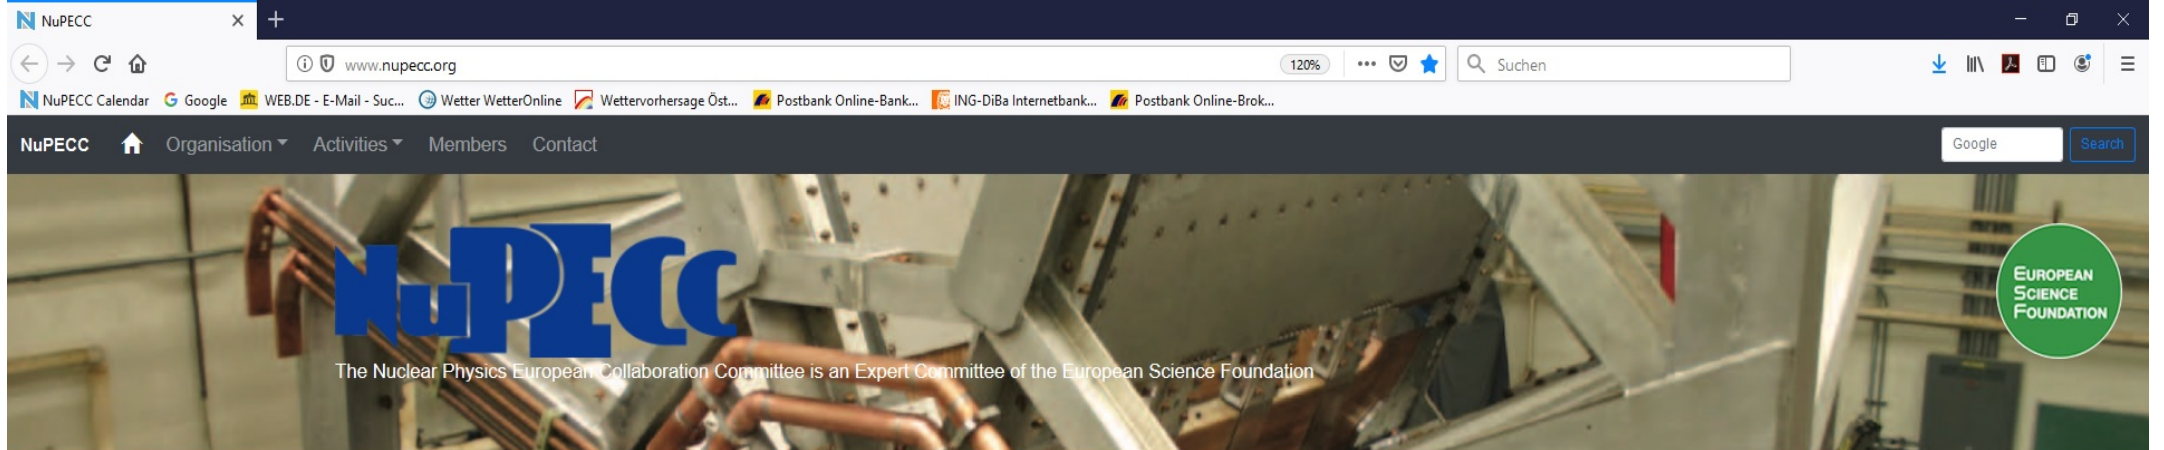 NuPECC
www.nupecc.org 120% Suchen
NuPECC Calendar Google WEB.DE - E-Mail - Suc... Wetter WetterOnline Wettervorhersage Öst... Postbank Online-Bank... ING-DiBa Internetbank... Postbank Online-Brok...
NuPECC Organisation Activities Members Contact Google Search
NuPECC
EUROPEAN
SCIENCE
FOUNDATION
The Nuclear Physics European Collaboration Committee is an Expert Committee of the European Science Foundation